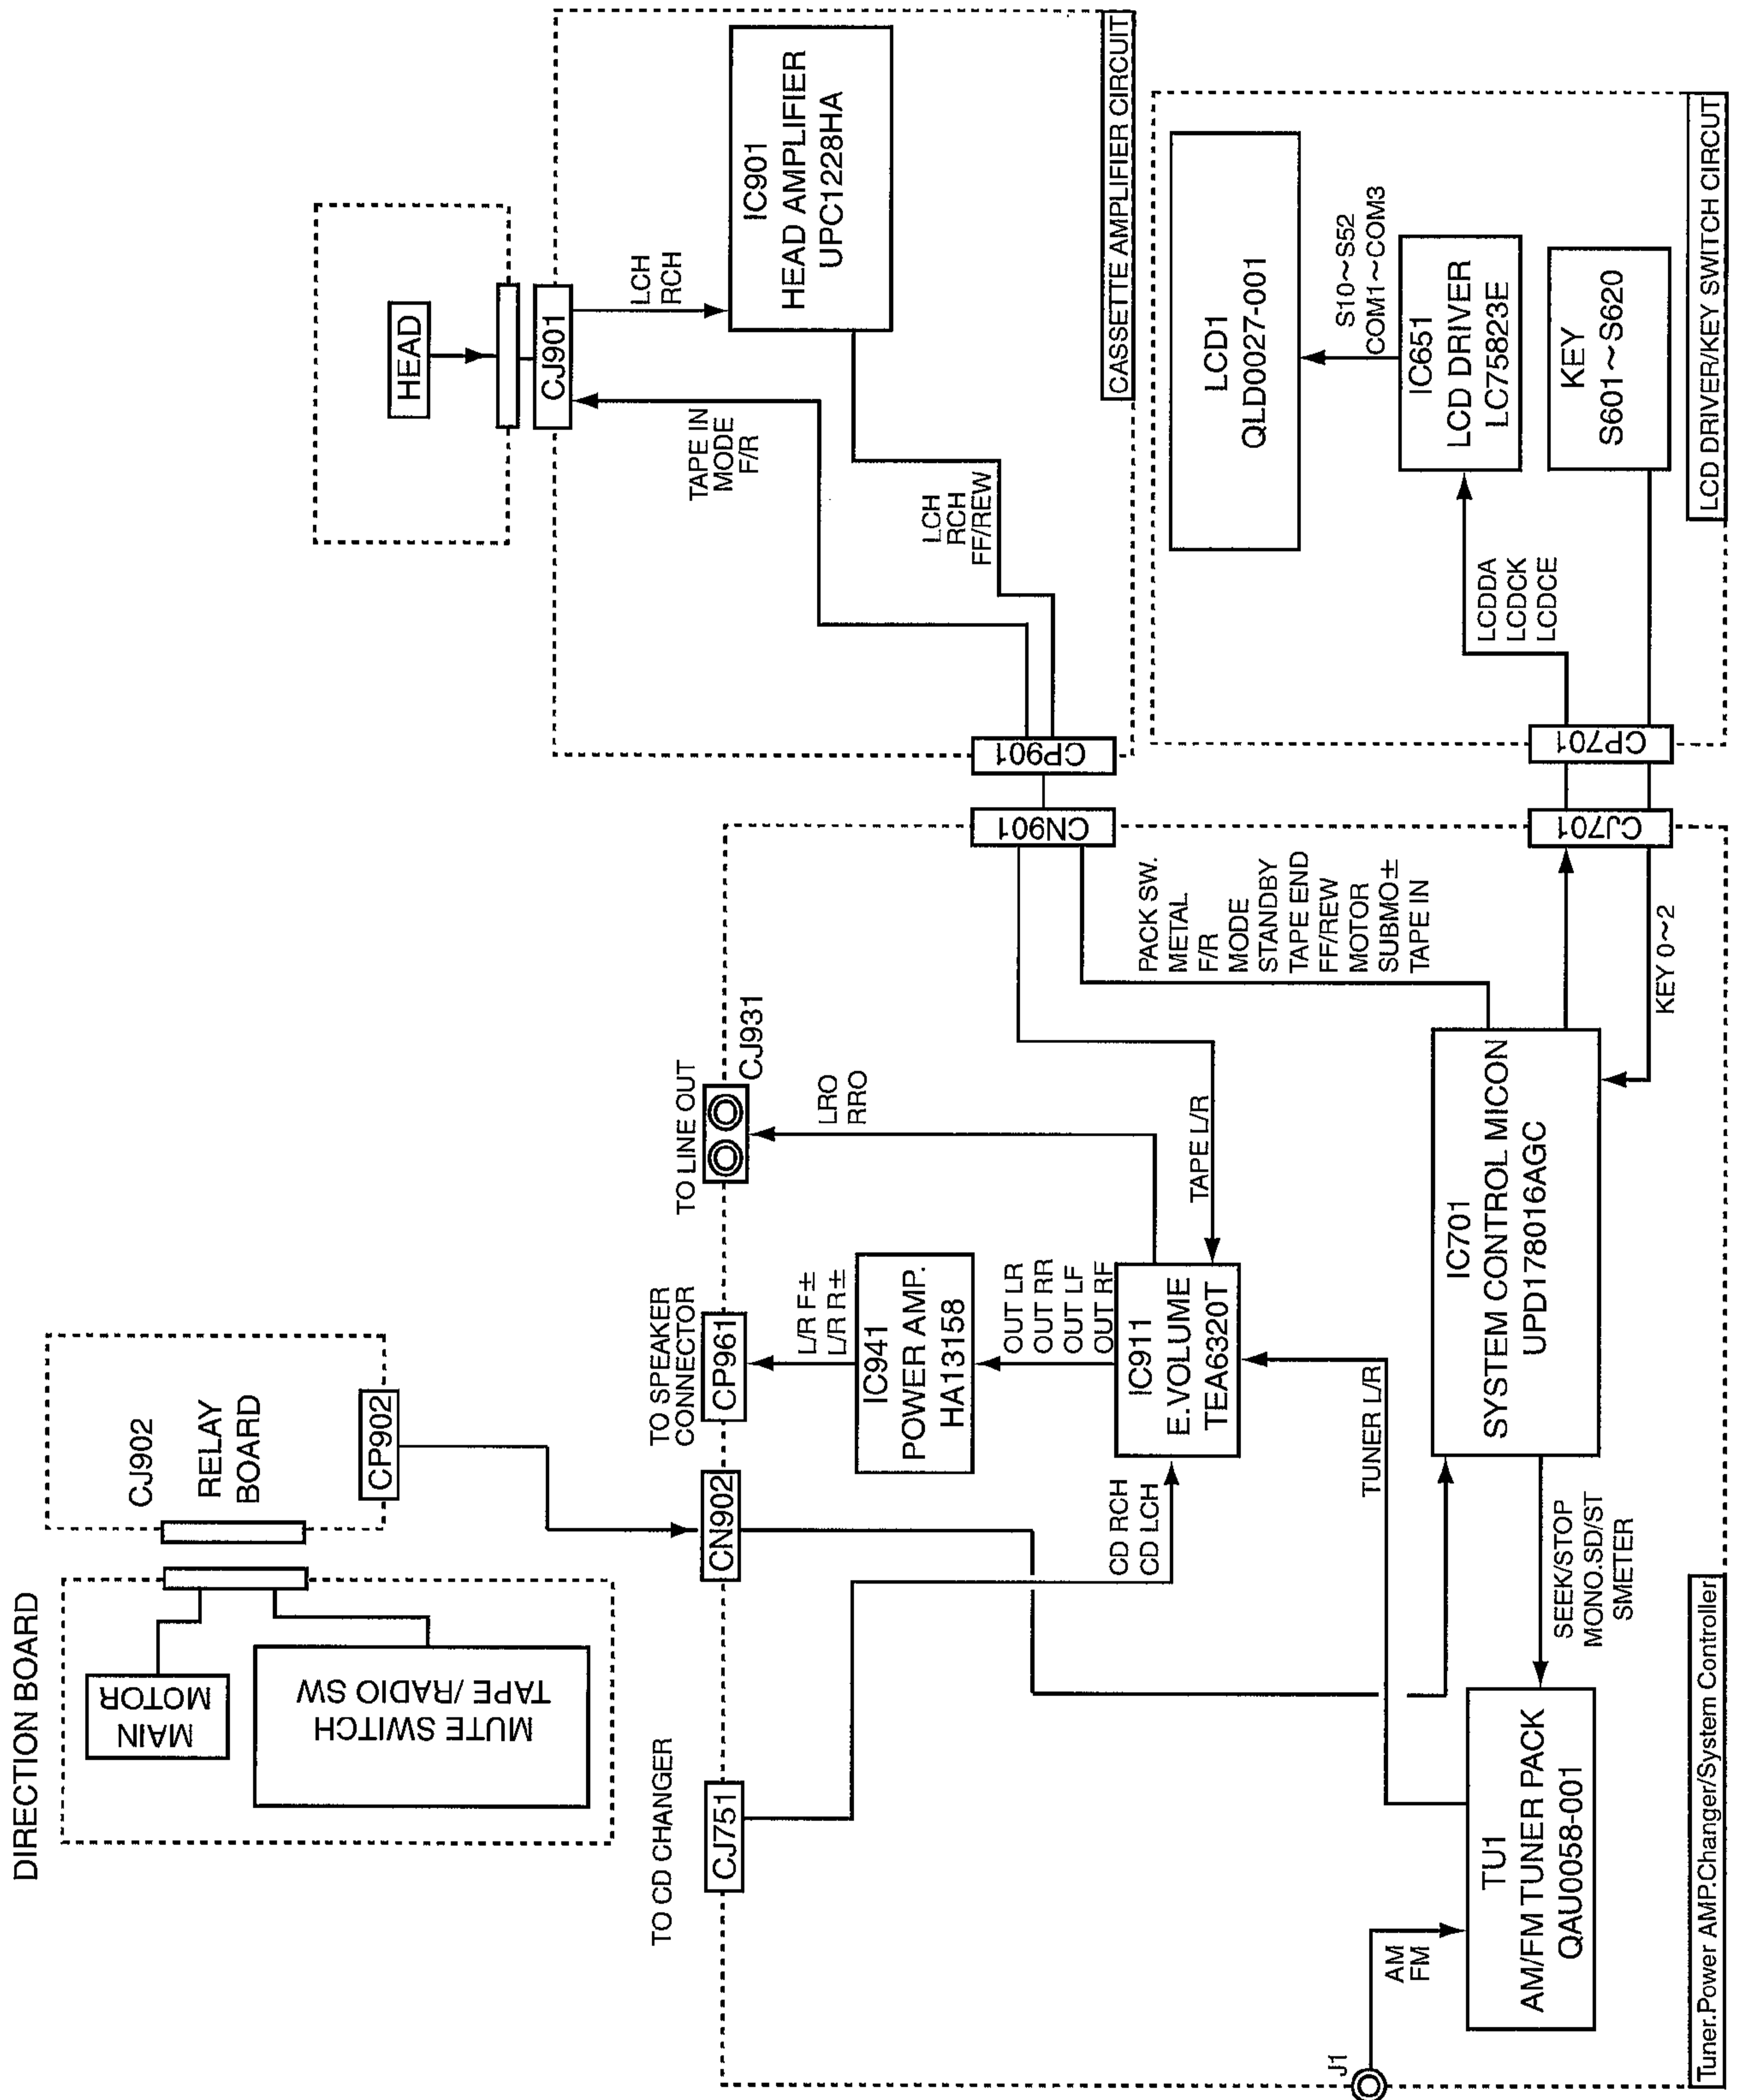 DIRECTION BOARD
MAIN
MOTOR
MUTE SWITCH
TAPE /RADIO SW
CJ902
RELAY
BOARD
CP902
TO CD CHANGER
CJ751
CN902
TO SPEAKER
CONNECTOR
CP961
TO LINE OUT
CJ931
L/R F±
L/R R±
IC941
POWER AMP.
HA13158
OUT LR
OUT RR
OUT LF
OUT RF
LRO
RRO
CD RCH
CD LCH
IC911
E.VOLUME
TEA6320T
TAPE L/R
TUNER L/R
J1
AM
FM
TU1
AM/FM TUNER PACK
QAU0058-001
SEEK/STOP
MONO.SD/ST
SMETER
IC701
SYSTEM CONTROL MICON
UPD178016AGC
PACK SW.
METAL
F/R
MODE
STANDBY
TAPE END
FF/REW
MOTOR
SUBMO±
TAPE IN
KEY 0~2
CN901
CJ701
Tuner.Power AMP.Changer/System Controller
HEAD
CJ901
LCH
RCH
IC901
HEAD AMPLIFIER
UPC1228HA
TAPE IN
MODE
F/R
LCH
RCH
FF/REW
CP901
CASSETTE AMPLIFIER CIRCUIT
LCD1
QLD0027-001
S10~S52
COM1~COM3
IC651
LCD DRIVER
LC75823E
KEY
S601~S620
LCDDA
LCDCK
LCDCE
CP701
LCD DRIVER/KEY SWITCH CIRCUT